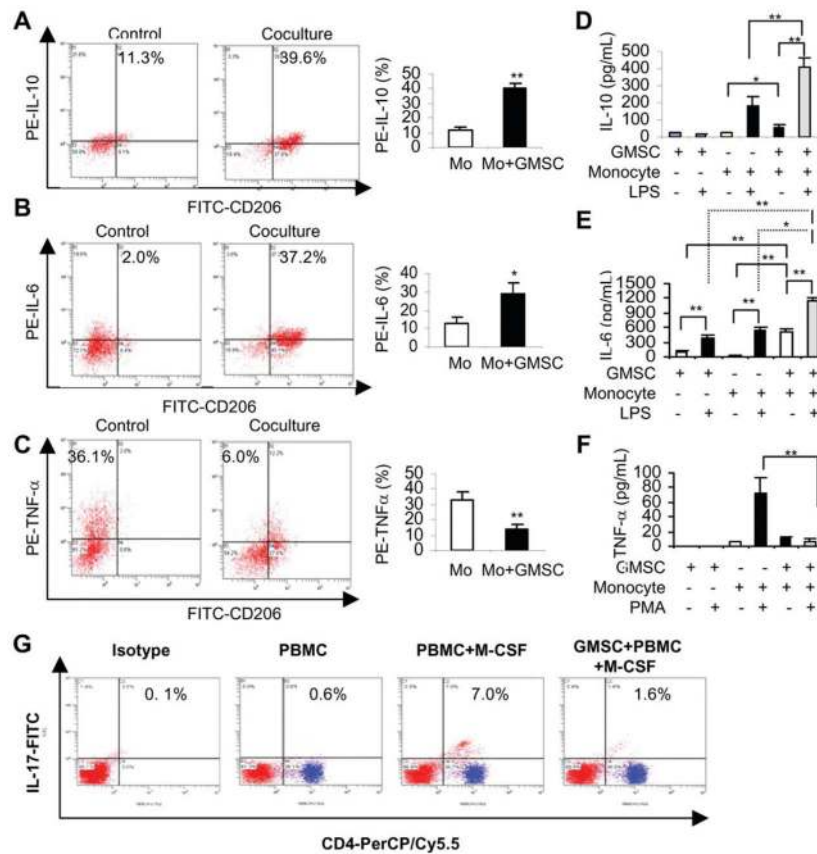 A
Control
Coculture
11.3%
39.6%
PE-IL-10
FITC-CD206
PE-IL-10 (%)
50
40
30
20
10
0
**
Mo Mo+GMSC
B
Control
Coculture
2.0%
37.2%
PE-IL-6
FITC-CD206
PE-IL-6 (%)
40
30
20
10
0
*
Mo Mo+GMSC
C
Control
Coculture
36.1%
6.0%
PE-TNF-α
FITC-CD206
PE-TNFα (%)
50
40
30
20
10
0
**
Mo Mo+GMSC
D
IL-10 (pg/mL)
500
400
300
200
100
0
**
**
*
GMSC + + - - + +
Monocyte - - + + + +
LPS - + - + - +
E
IL-6 (pg/mL)
1500
1200
900
600
300
0
**
*
**
**
**
**
**
GMSC + + - - + +
Monocyte - - + + + +
LPS - + - + - +
F
TNF-α (pg/mL)
100
80
60
40
20
0
**
GMSC + + - - + +
Monocyte - - + + + +
PMA - + - + - +
G
Isotype
PBMC
PBMC+M-CSF
GMSC+PBMC
+M-CSF
0.1%
0.6%
7.0%
1.6%
IL-17-FITC
CD4-PerCP/Cy5.5